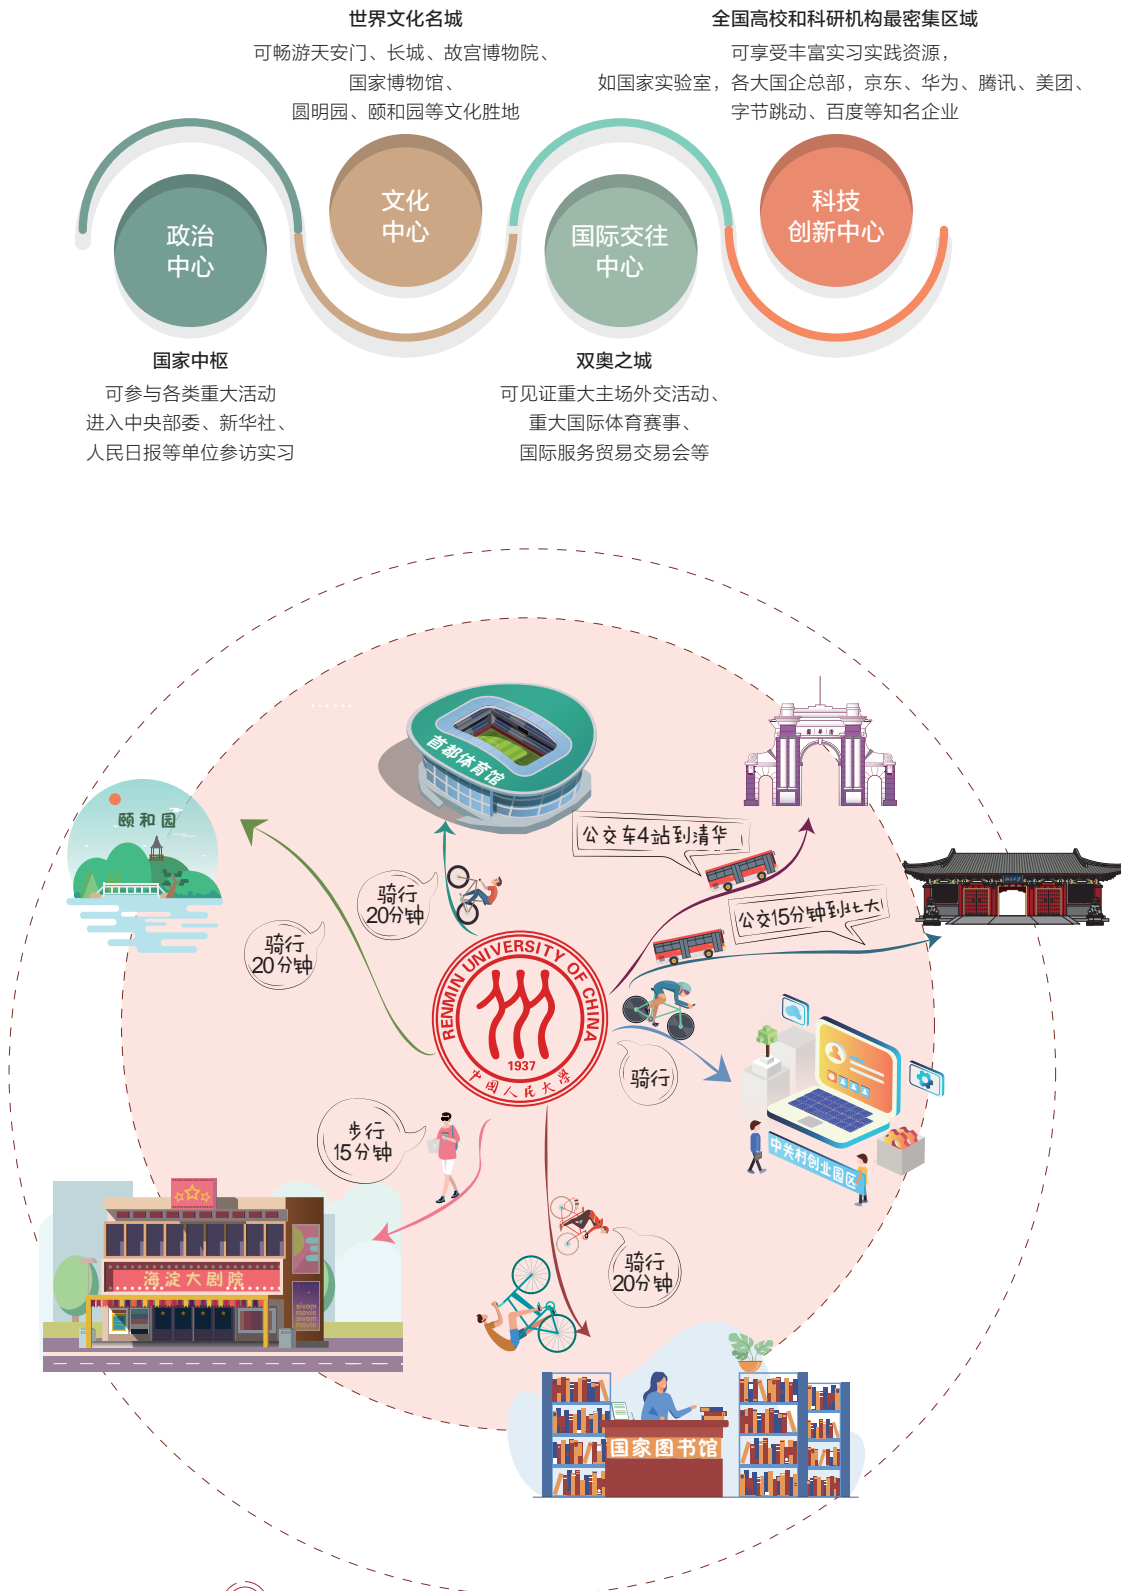 世界文化名城
可畅游天安门、长城、故宫博物院、
国家博物馆、
圆明园、颐和园等文化胜地
全国高校和科研机构最密集区域
可享受丰富实习实践资源，
如国家实验室，各大国企总部，京东、华为、腾讯、美团、
字节跳动、百度等知名企业
政治
中心
文化
中心
国际交往
中心
科技
创新中心
国家中枢
可参与各类重大活动
进入中央部委、新华社、
人民日报等单位参访实习
双奥之城
可见证重大主场外交活动、
重大国际体育赛事、
国际服务贸易交易会等
首都体育馆
颐和园
公交车4站到清华
骑行
20分钟
公交15分钟到北大
骑行
20分钟
RENMIN UNIVERSITY OF CHINA
1937
中国人民大学
骑行
步行
15分钟
中关村创业园区
海淀大剧院
sivom
movie
sivom
movie
骑行
20分钟
国家图书馆